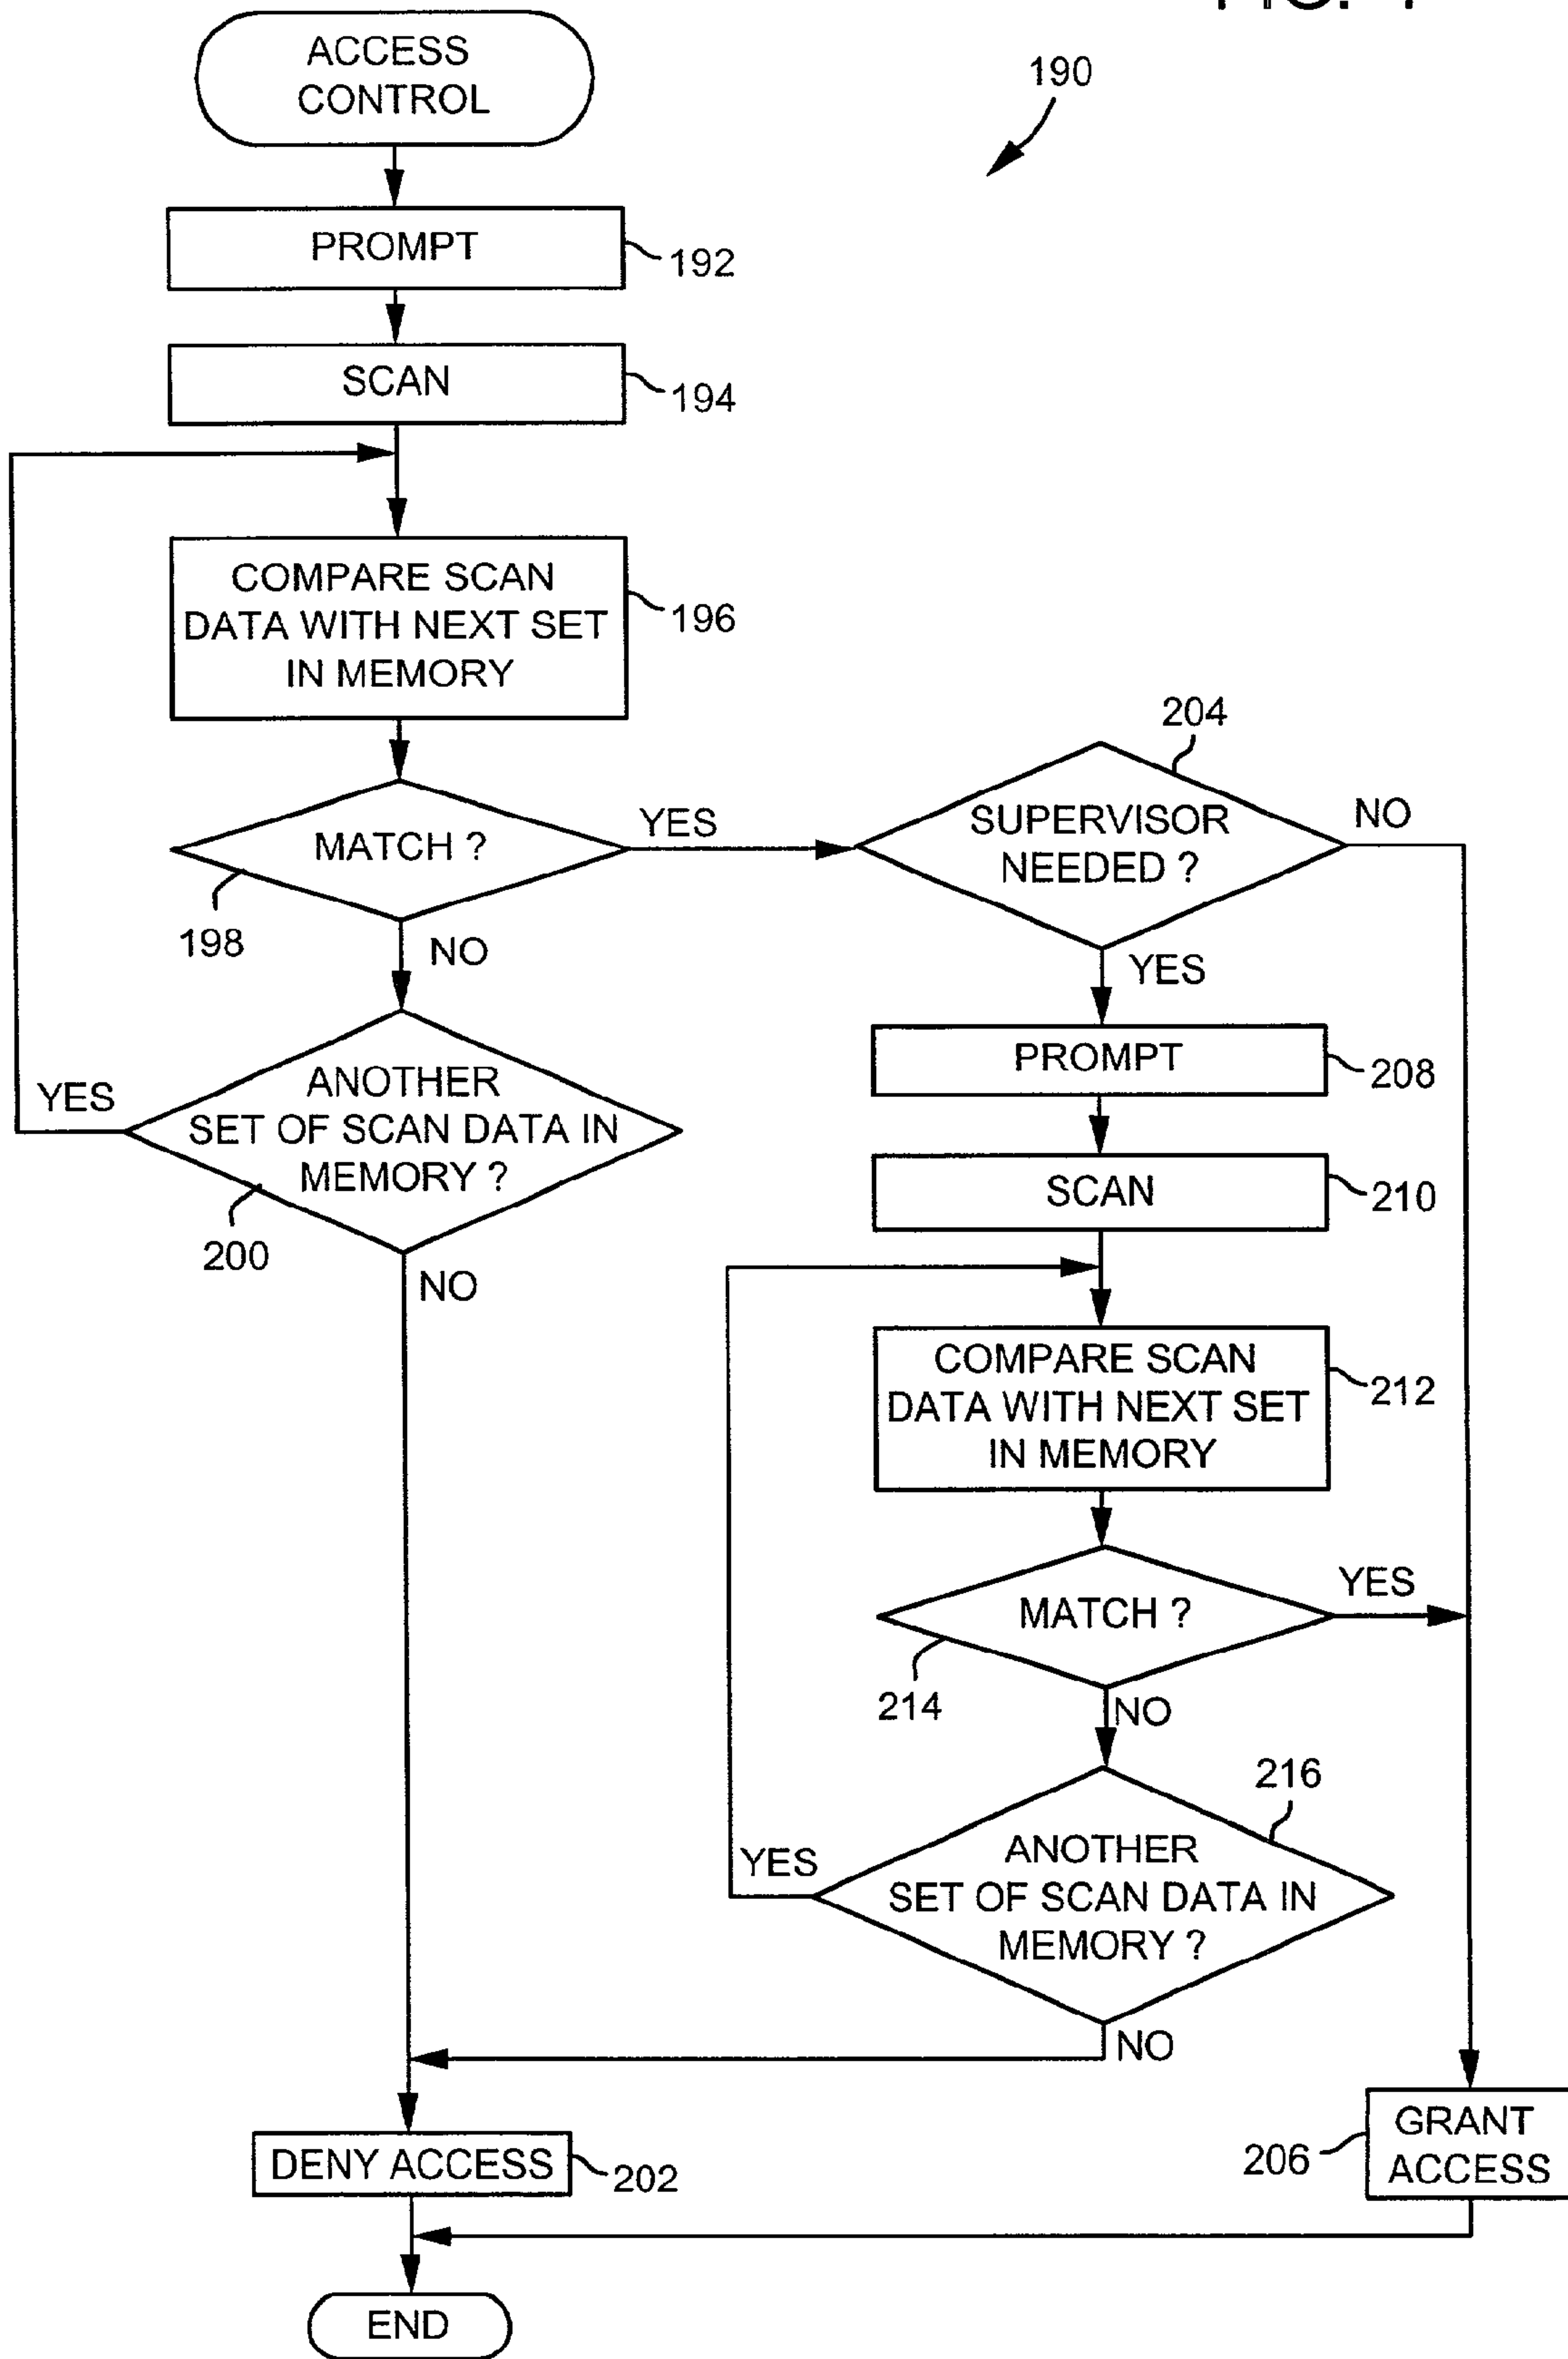 ACCESS
CONTROL
190
PROMPT
192
SCAN
194
COMPARE SCAN
DATA WITH NEXT SET
IN MEMORY
196
MATCH ?
198
YES
NO
204
SUPERVISOR
NEEDED ?
NO
YES
ANOTHER
SET OF SCAN DATA IN
MEMORY ?
200
YES
NO
PROMPT
208
SCAN
210
COMPARE SCAN
DATA WITH NEXT SET
IN MEMORY
212
MATCH ?
214
YES
NO
216
ANOTHER
SET OF SCAN DATA IN
MEMORY ?
YES
NO
DENY ACCESS
202
GRANT
ACCESS
206
END